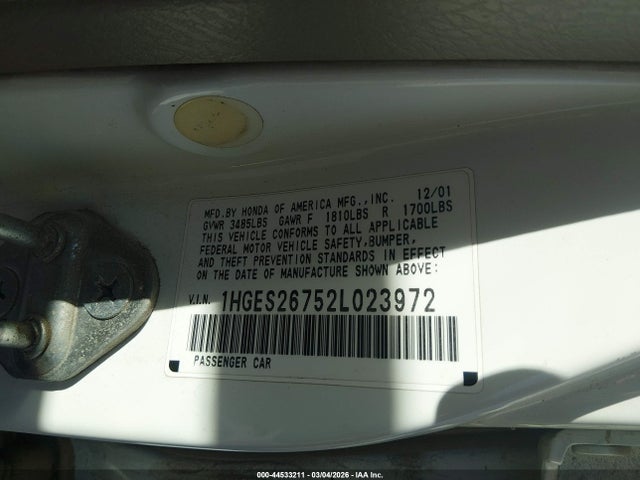 MFD.BY HONDA OF AMERICA MFG.,INC. 12/01
GVWR 3485LBS GAWR F 1810LBS R 1700LBS
THIS VEHICLE CONFORMS TO ALL APPLICABLE
FEDERAL MOTOR VEHICLE SAFETY,BUMPER,
AND THEFT PREVENTION STANDARDS IN EFFECT
ON THE DATE OF MANUFACTURE SHOWN ABOVE:
V.I.N. 1HGES26752L023972
PASSENGER CAR
000-44533211 - 03/04/2026 - IAA Inc.